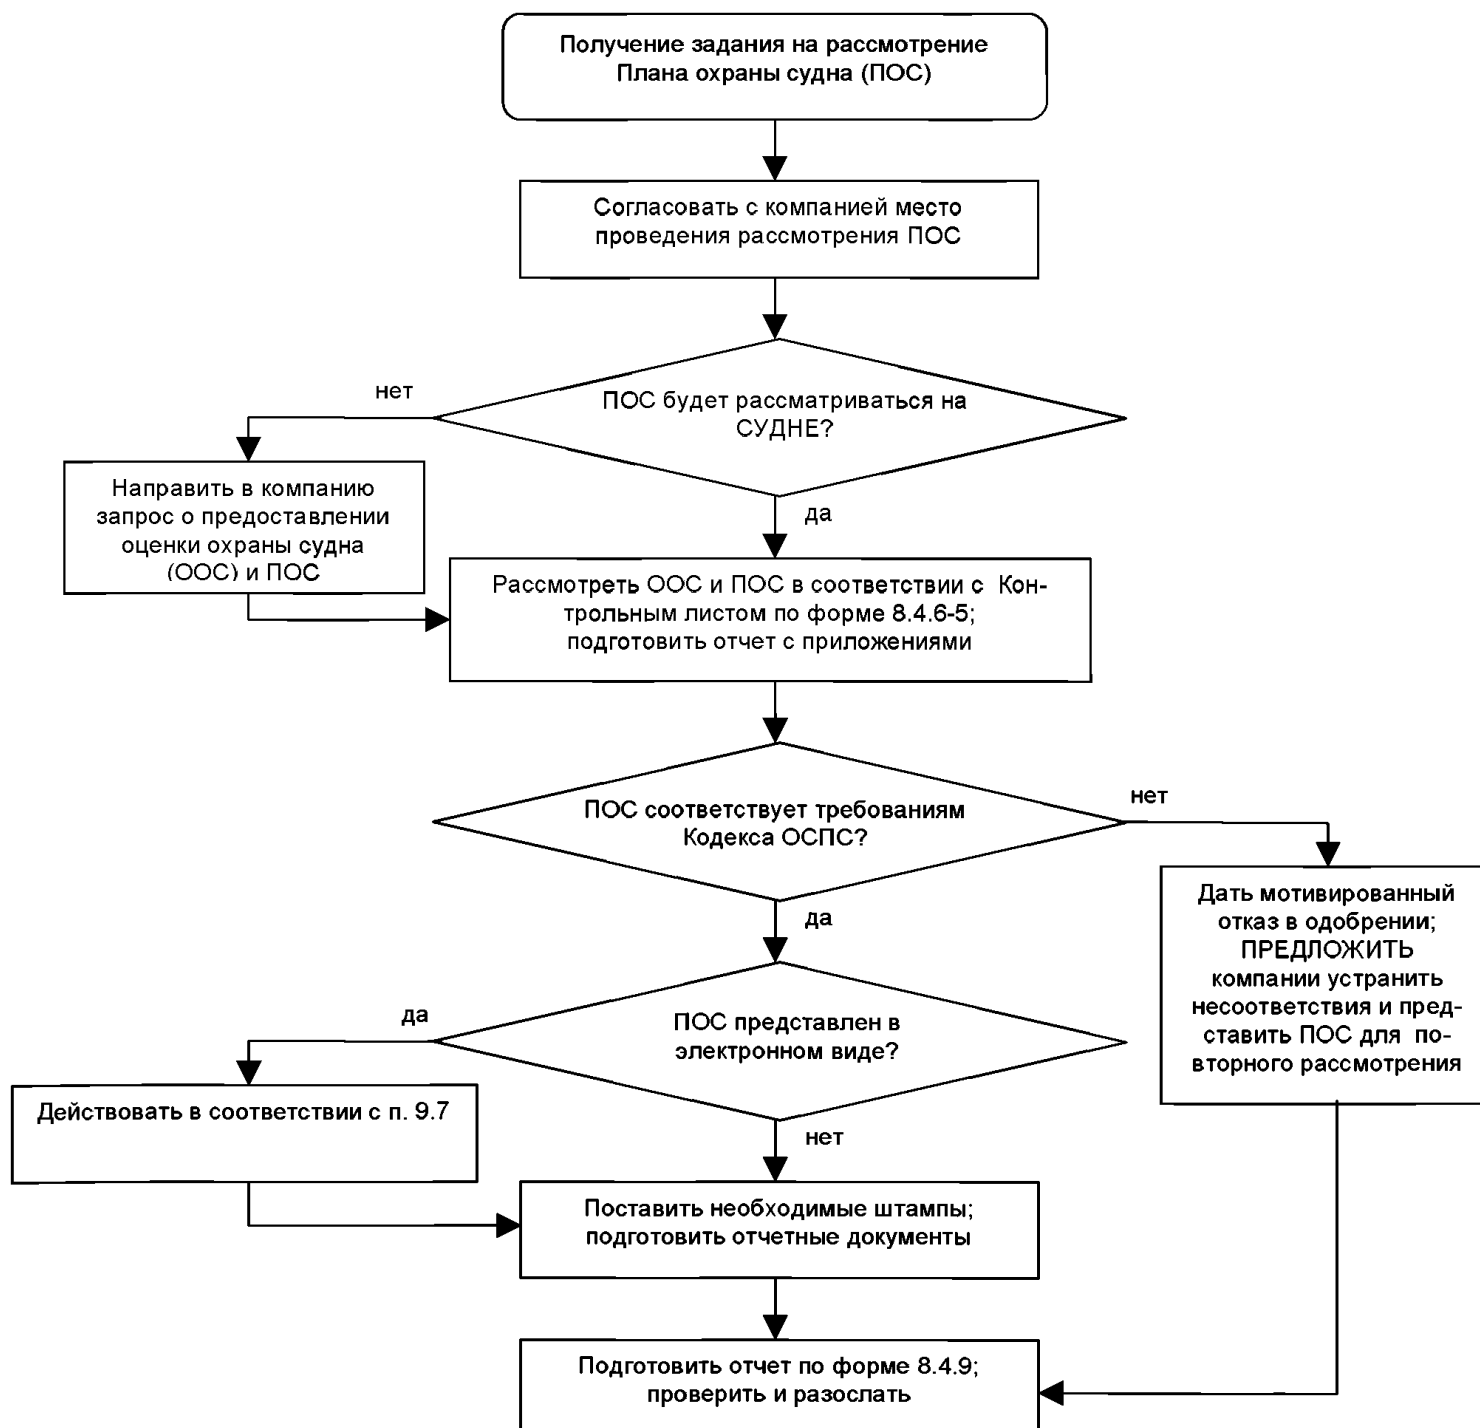 Получение задания на рассмотрение
Плана охраны судна (ПОС)
Согласовать с компанией место
проведения рассмотрения ПОС
нет
ПОС будет рассматриваться на
СУДНЕ?
Направить в компанию
запрос о предоставлении
оценки охраны судна
(ООС) и ПОС
да
Рассмотреть ООС и ПОС в соответствии с Кон-
трольным листом по форме 8.4.6-5;
подготовить отчет с приложениями
ПОС соответствует требованиям
Кодекса ОСПС?
нет
Дать мотивированный
отказ в одобрении;
ПРЕДЛОЖИТЬ
компании устранить
несоответствия и пред-
ставить ПОС для по-
вторного рассмотрения
да
ПОС представлен в
электронном виде?
да
Действовать в соответствии с п. 9.7
нет
Поставить необходимые штампы;
подготовить отчетные документы
Подготовить отчет по форме 8.4.9;
проверить и разослать